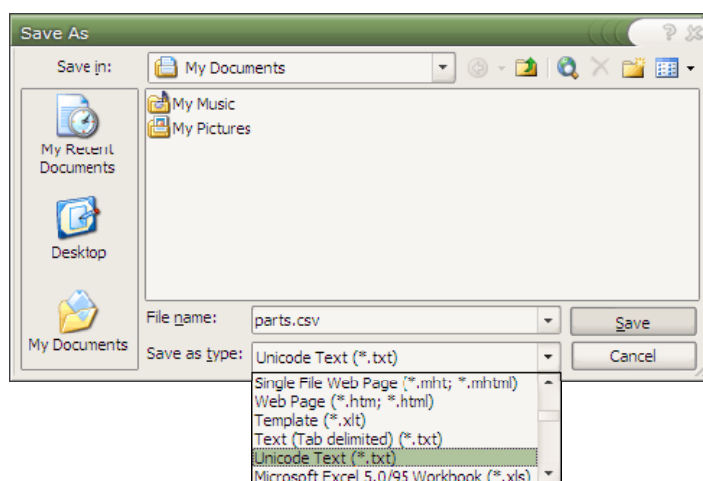 Save As
Save in:
My Documents
My Music
My Pictures
My Recent
Documents
Desktop
My Documents
File name:
parts.csv
Save
Save as type:
Unicode Text (*.txt)
Cancel
Single File Web Page (*.mht; *.mhtml)
Web Page (*.htm; *.html)
Template (*.xlt)
Text (Tab delimited) (*.txt)
Unicode Text (*.txt)
Microsoft Excel 5.0/95 Workbook (*.xls)